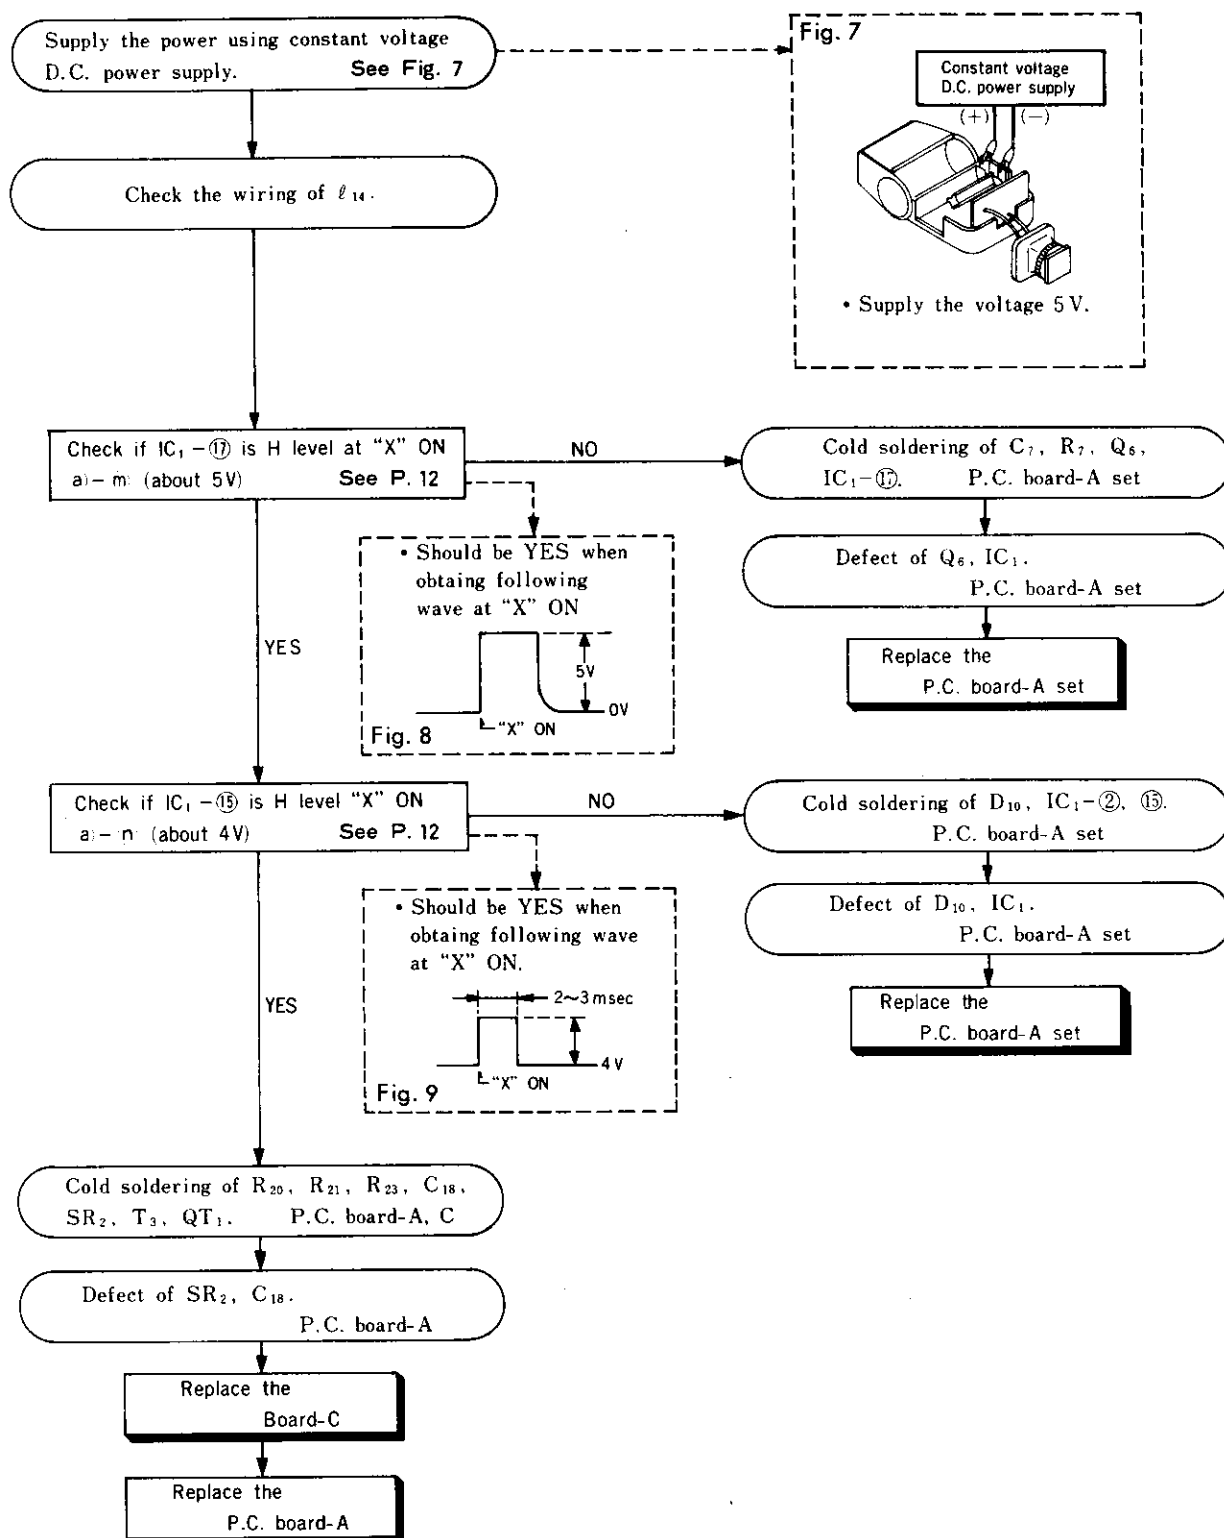 Supply the power using constant voltage
D.C. power supply. See Fig. 7
Fig. 7
Constant voltage
D.C. power supply
(+) (−)
• Supply the voltage 5 V.
Check the wiring of ℓ₁₄.
Check if IC₁ − ⑰ is H level at “X” ON
a) − m) (about 5V) See P. 12
NO
Cold soldering of C₇, R₇, Q₆,
IC₁−⑰. P.C. board-A set
Defect of Q₆, IC₁.
P.C. board-A set
Replace the
P.C. board-A set
• Should be YES when
obtaing following
wave at “X” ON
5V
0V
“X” ON
Fig. 8
YES
Check if IC₁ − ⑮ is H level “X” ON
a) − n) (about 4V) See P. 12
NO
Cold soldering of D₁₀, IC₁−②, ⑮.
P.C. board-A set
Defect of D₁₀, IC₁.
P.C. board-A set
Replace the
P.C. board-A set
• Should be YES when
obtaing following wave
at “X” ON.
2~3 msec
4V
“X” ON
Fig. 9
YES
Cold soldering of R₂₀, R₂₁, R₂₃, C₁₈,
SR₂, T₃, QT₁. P.C. board-A, C
Defect of SR₂, C₁₈.
P.C. board-A
Replace the
Board-C
Replace the
P.C. board-A